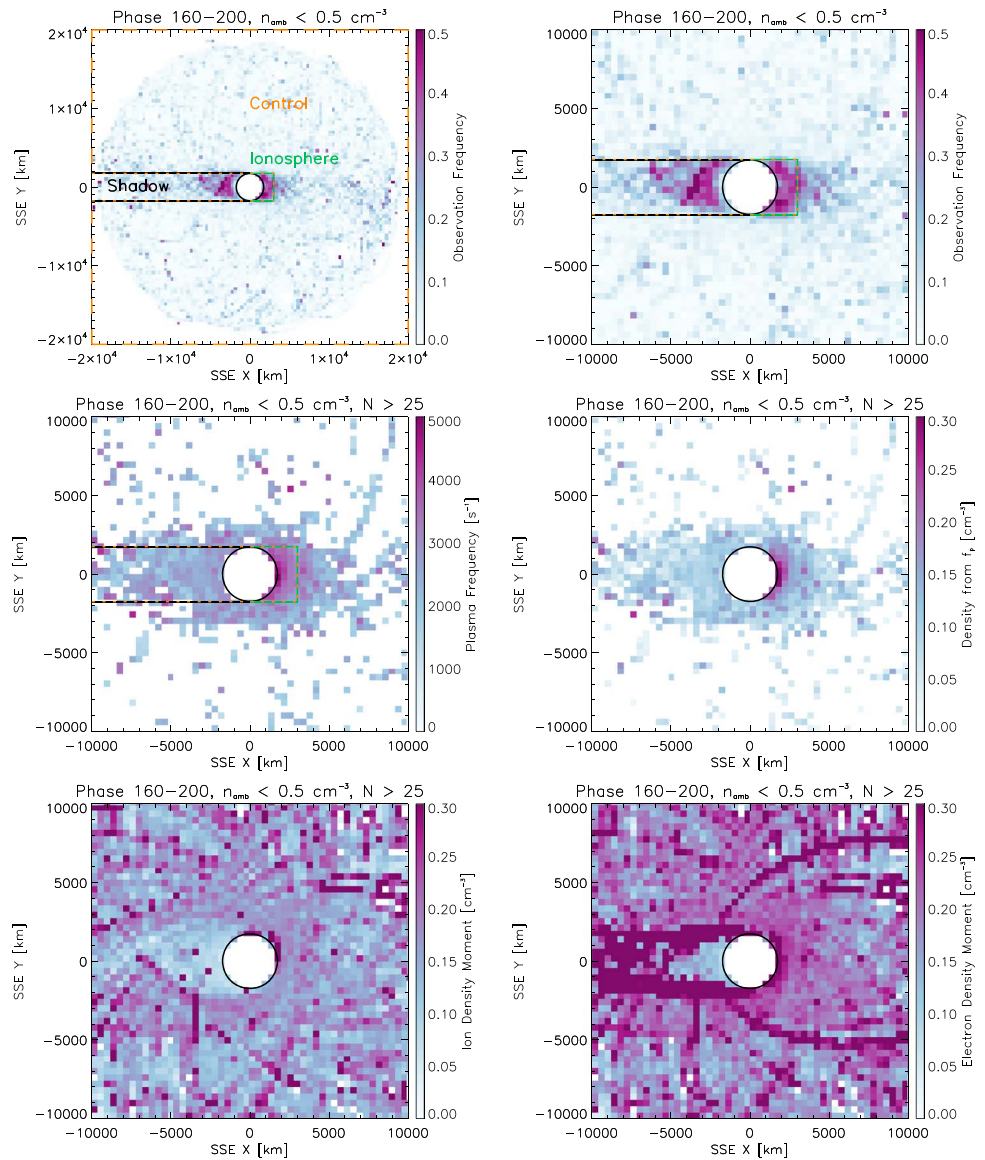 Phase 160−200, n_amb < 0.5 cm⁻³
2×10⁴
1×10⁴
0
−1×10⁴
−2×10⁴
SSE Y [km]
Control
Ionosphere
Shadow
−2×10⁴ −1×10⁴ 0 1×10⁴ 2×10⁴
SSE X [km]
0.5
0.4
0.3
0.2
0.1
0.0
Observation Frequency
Phase 160−200, n_amb < 0.5 cm⁻³
10000
5000
0
−5000
−10000
SSE Y [km]
−10000 −5000 0 5000 10000
SSE X [km]
0.5
0.4
0.3
0.2
0.1
0.0
Observation Frequency
Phase 160−200, n_amb < 0.5 cm⁻³, N > 25
10000
5000
0
−5000
−10000
SSE Y [km]
−10000 −5000 0 5000 10000
SSE X [km]
5000
4000
3000
2000
1000
0
Plasma Frequency [s⁻¹]
Phase 160−200, n_amb < 0.5 cm⁻³, N > 25
10000
5000
0
−5000
−10000
SSE Y [km]
−10000 −5000 0 5000 10000
SSE X [km]
0.30
0.25
0.20
0.15
0.10
0.05
0.00
Density from f_p [cm⁻³]
Phase 160−200, n_amb < 0.5 cm⁻³, N > 25
10000
5000
0
−5000
−10000
SSE Y [km]
−10000 −5000 0 5000 10000
SSE X [km]
0.30
0.25
0.20
0.15
0.10
0.05
0.00
Ion Density Moment [cm⁻³]
Phase 160−200, n_amb < 0.5 cm⁻³, N > 25
10000
5000
0
−5000
−10000
SSE Y [km]
−10000 −5000 0 5000 10000
SSE X [km]
0.30
0.25
0.20
0.15
0.10
0.05
0.00
Electron Density Moment [cm⁻³]